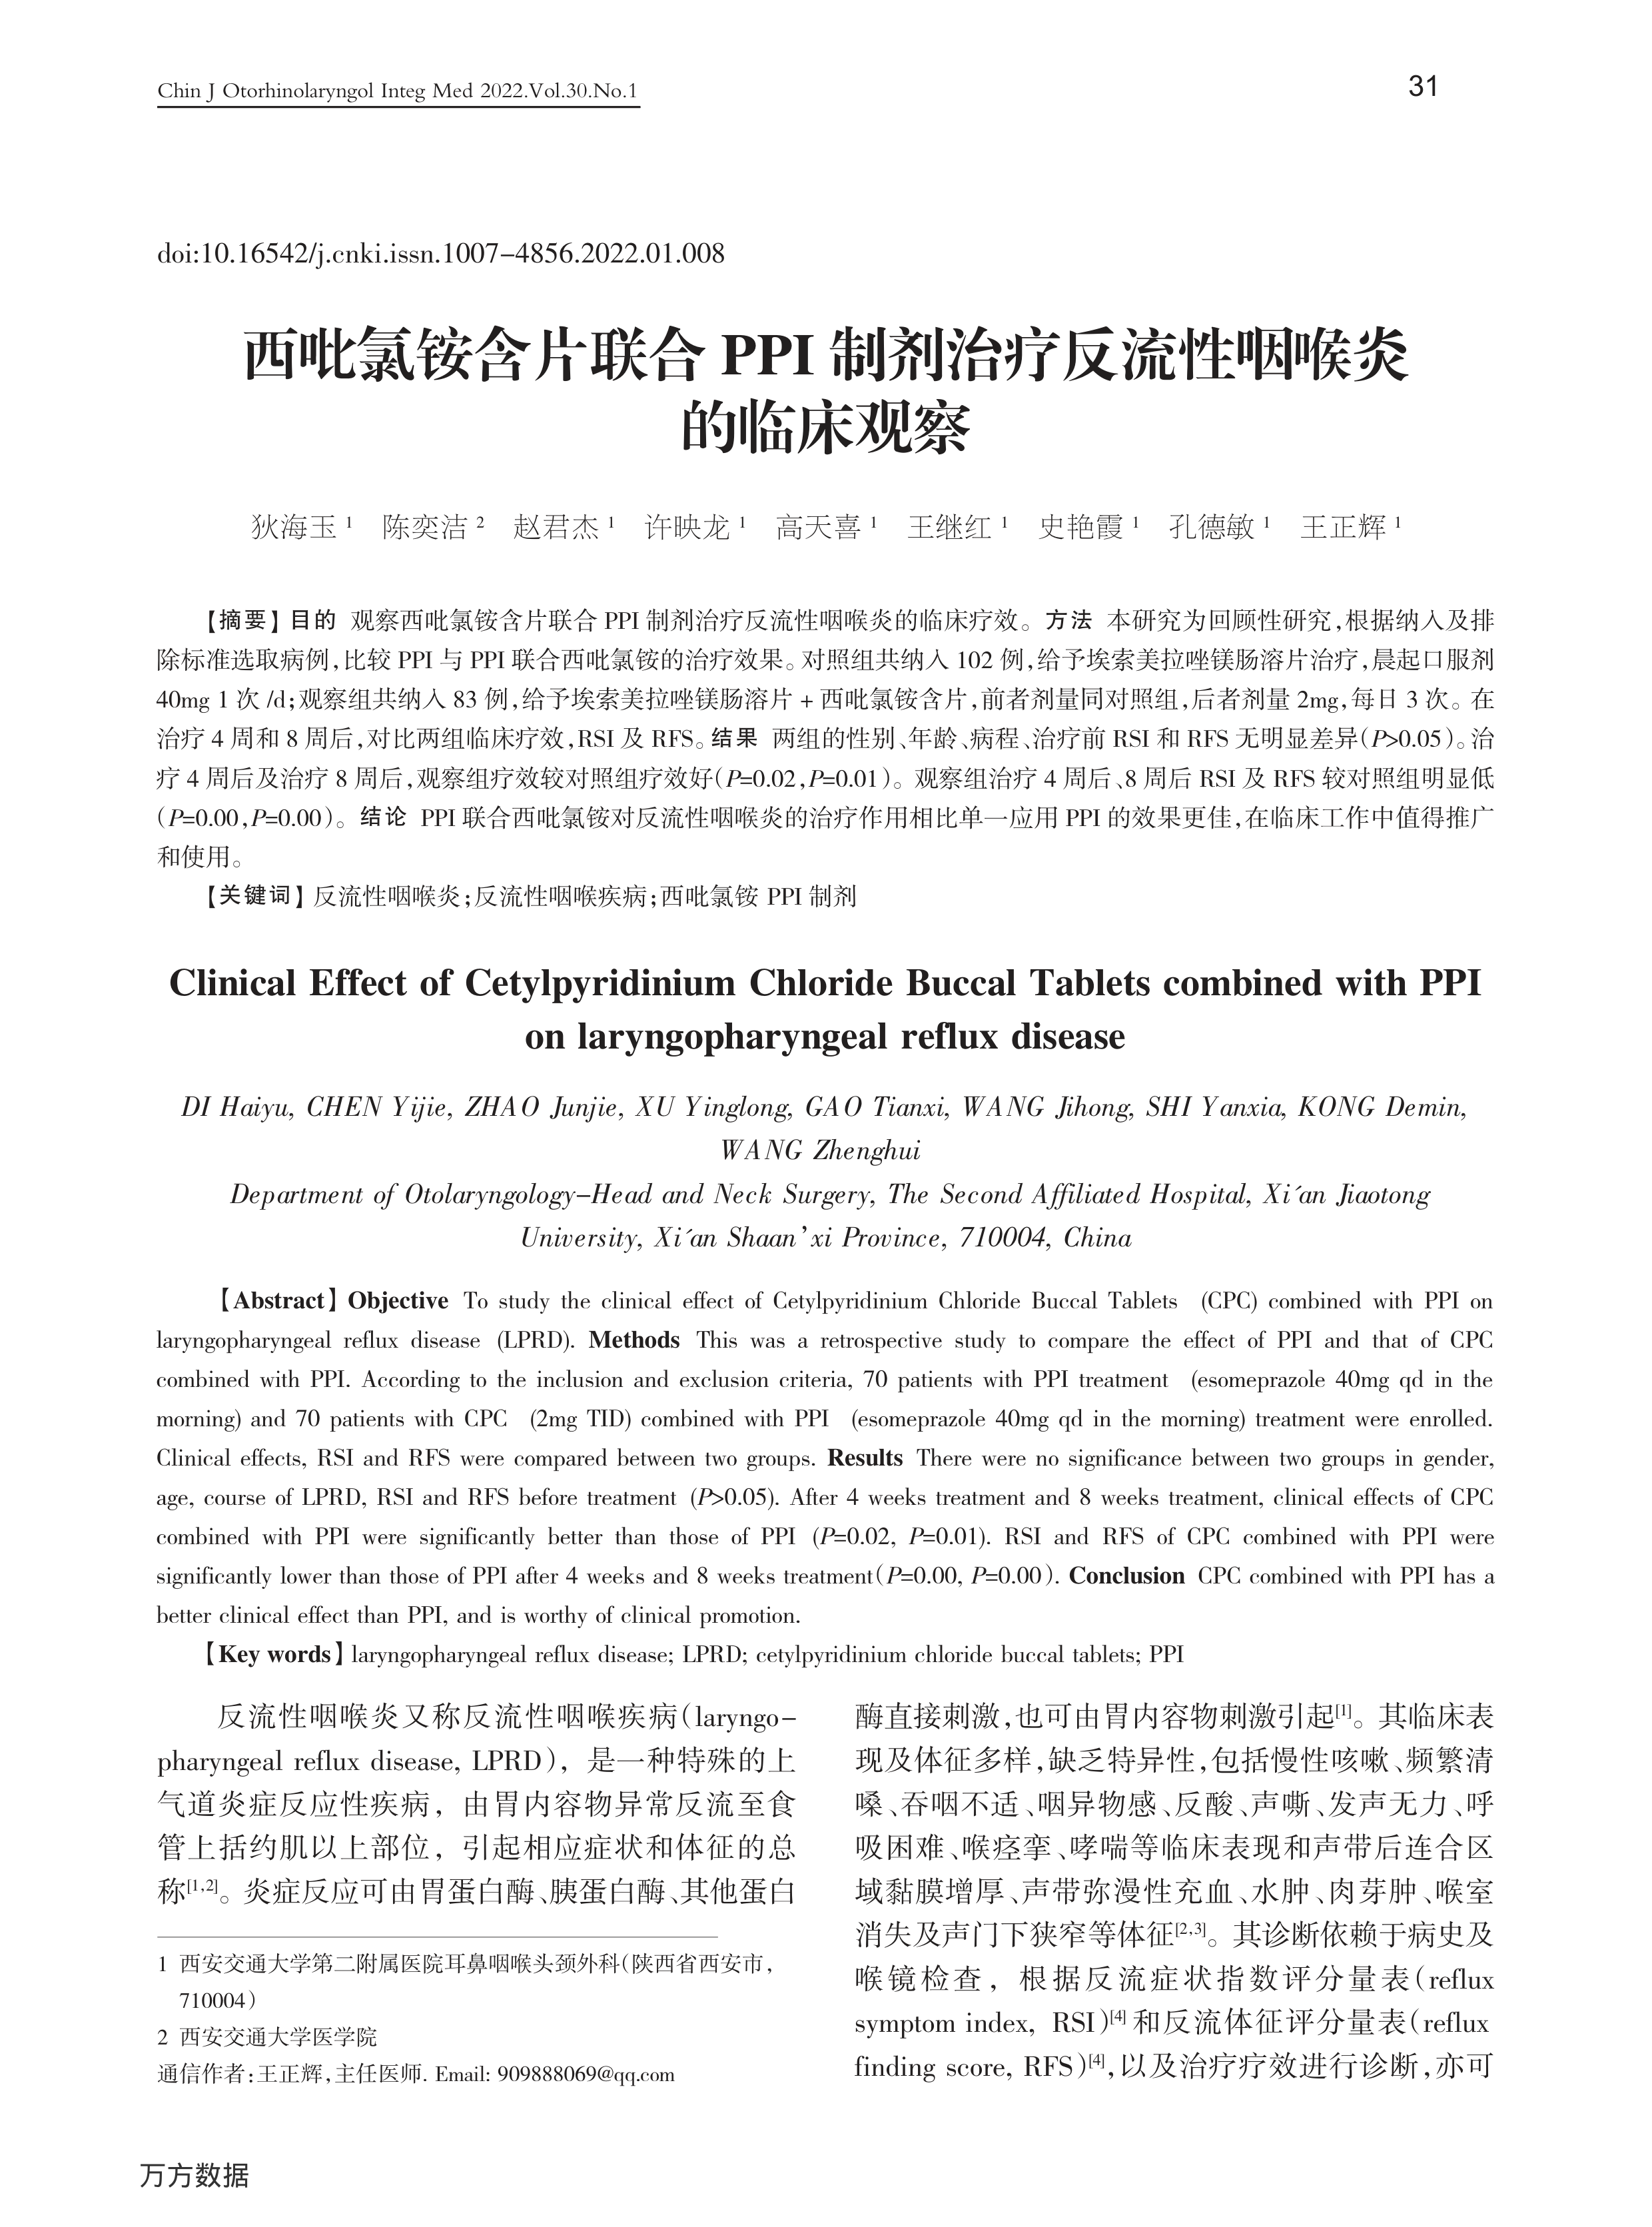 Chin J Otorhinolaryngol Integ Med 2022.Vol.30.No.1
31
doi:10.16542/j.cnki.issn.1007-4856.2022.01.008
西吡氯铵含片联合 PPI 制剂治疗反流性咽喉炎
的临床观察
狄海玉 1 陈奕洁 2 赵君杰 1 许映龙 1 高天喜 1 王继红 1 史艳霞 1 孔德敏 1 王正辉 1
【摘要】目的 观察西吡氯铵含片联合 PPI 制剂治疗反流性咽喉炎的临床疗效。方法 本研究为回顾性研究,根据纳入及排
除标准选取病例,比较 PPI 与 PPI 联合西吡氯铵的治疗效果。对照组共纳入 102 例,给予埃索美拉唑镁肠溶片治疗,晨起口服剂
40mg 1 次 /d;观察组共纳入 83 例,给予埃索美拉唑镁肠溶片 + 西吡氯铵含片,前者剂量同对照组,后者剂量 2mg,每日 3 次。在
治疗 4 周和 8 周后,对比两组临床疗效,RSI 及 RFS。结果 两组的性别、年龄、病程、治疗前 RSI 和 RFS 无明显差异(P>0.05)。治
疗 4 周后及治疗 8 周后,观察组疗效较对照组疗效好(P=0.02,P=0.01)。观察组治疗 4 周后、8 周后 RSI 及 RFS 较对照组明显低
(P=0.00,P=0.00)。结论 PPI 联合西吡氯铵对反流性咽喉炎的治疗作用相比单一应用 PPI 的效果更佳,在临床工作中值得推广
和使用。
【关键词】反流性咽喉炎;反流性咽喉疾病;西吡氯铵 PPI 制剂
Clinical Effect of Cetylpyridinium Chloride Buccal Tablets combined with PPI
on laryngopharyngeal reflux disease
DI Haiyu, CHEN Yijie, ZHAO Junjie, XU Yinglong, GAO Tianxi, WANG Jihong, SHI Yanxia, KONG Demin,
WANG Zhenghui
Department of Otolaryngology-Head and Neck Surgery, The Second Affiliated Hospital, Xi´an Jiaotong
University, Xi´an Shaan’xi Province, 710004, China
【Abstract】Objective To study the clinical effect of Cetylpyridinium Chloride Buccal Tablets (CPC) combined with PPI on
laryngopharyngeal reflux disease (LPRD). Methods This was a retrospective study to compare the effect of PPI and that of CPC
combined with PPI. According to the inclusion and exclusion criteria, 70 patients with PPI treatment (esomeprazole 40mg qd in the
morning) and 70 patients with CPC (2mg TID) combined with PPI (esomeprazole 40mg qd in the morning) treatment were enrolled.
Clinical effects, RSI and RFS were compared between two groups. Results There were no significance between two groups in gender,
age, course of LPRD, RSI and RFS before treatment (P>0.05). After 4 weeks treatment and 8 weeks treatment, clinical effects of CPC
combined with PPI were significantly better than those of PPI (P=0.02, P=0.01). RSI and RFS of CPC combined with PPI were
significantly lower than those of PPI after 4 weeks and 8 weeks treatment(P=0.00, P=0.00). Conclusion CPC combined with PPI has a
better clinical effect than PPI, and is worthy of clinical promotion.
【Key words】laryngopharyngeal reflux disease; LPRD; cetylpyridinium chloride buccal tablets; PPI
反流性咽喉炎又称反流性咽喉疾病(laryngo-
pharyngeal reflux disease, LPRD), 是一种特殊的上
气道炎症反应性疾病, 由胃内容物异常反流至食
管上括约肌以上部位, 引起相应症状和体征的总
称[1,2]。炎症反应可由胃蛋白酶、胰蛋白酶、其他蛋白
1 西安交通大学第二附属医院耳鼻咽喉头颈外科(陕西省西安市,
710004)
2 西安交通大学医学院
通信作者:王正辉,主任医师. Email: 909888069@qq.com
酶直接刺激,也可由胃内容物刺激引起[1]。其临床表
现及体征多样,缺乏特异性,包括慢性咳嗽、频繁清
嗓、吞咽不适、咽异物感、反酸、声嘶、发声无力、呼
吸困难、喉痉挛、哮喘等临床表现和声带后连合区
域黏膜增厚、声带弥漫性充血、水肿、肉芽肿、喉室
消失及声门下狭窄等体征[2,3]。其诊断依赖于病史及
喉镜检查, 根据反流症状指数评分量表(reflux
symptom index, RSI)[4]和反流体征评分量表(reflux
finding score, RFS)[4],以及治疗疗效进行诊断,亦可
万方数据